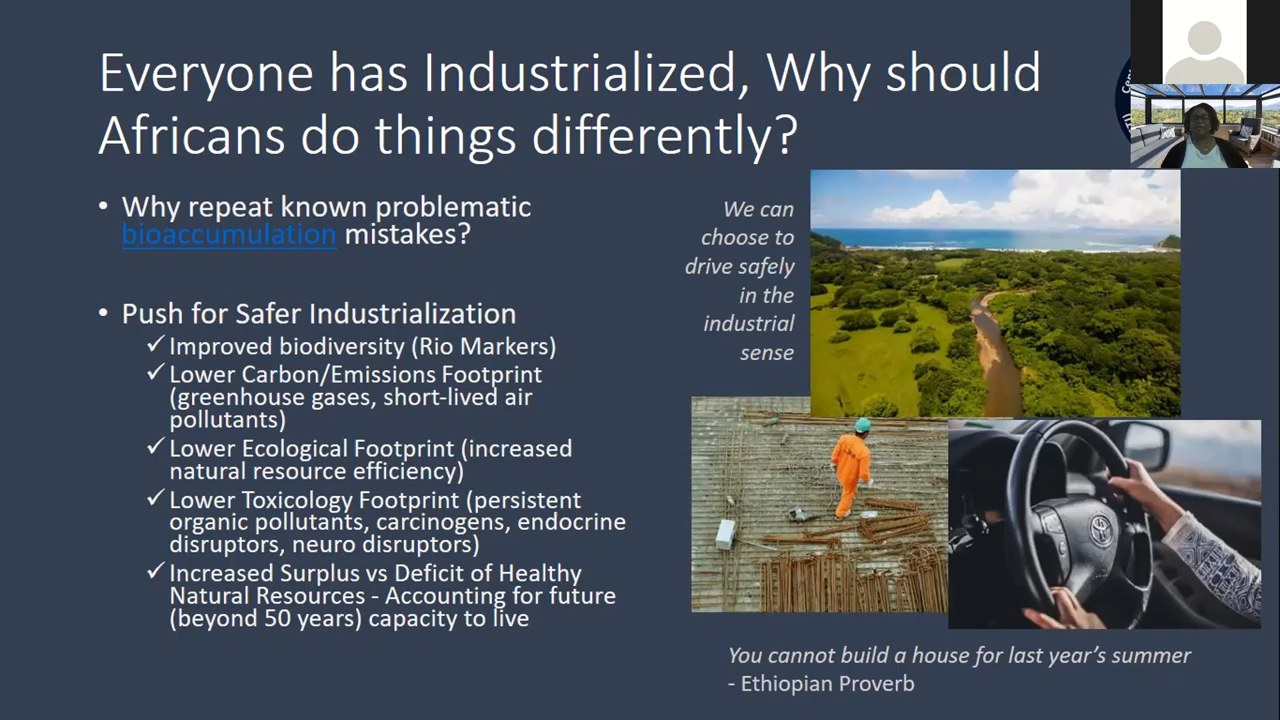 Everyone has Industrialized, Why should
Africans do things differently?
• Why repeat known problematic
bioaccumulation mistakes?
• Push for Safer Industrialization
✓ Improved biodiversity (Rio Markers)
✓ Lower Carbon/Emissions Footprint
(greenhouse gases, short-lived air
pollutants)
✓ Lower Ecological Footprint (increased
natural resource efficiency)
✓ Lower Toxicology Footprint (persistent
organic pollutants, carcinogens, endocrine
disruptors, neuro disruptors)
✓ Increased Surplus vs Deficit of Healthy
Natural Resources - Accounting for future
(beyond 50 years) capacity to live
We can
choose to
drive safely
in the
industrial
sense
You cannot build a house for last year's summer
- Ethiopian Proverb